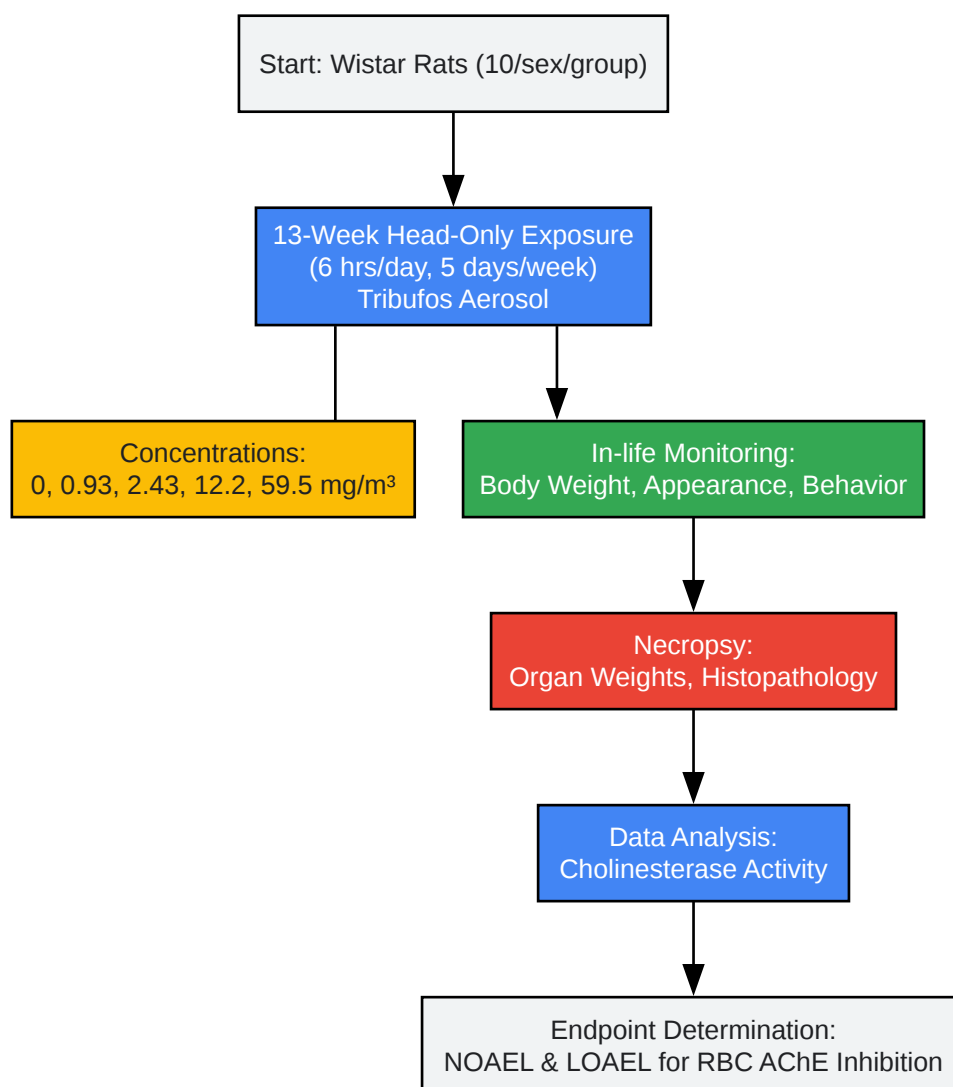 Start: Wistar Rats (10/sex/group)
13-Week Head-Only Exposure
(6 hrs/day, 5 days/week)
Tribufos Aerosol
Concentrations:
0, 0.93, 2.43, 12.2, 59.5 mg/m³
In-life Monitoring:
Body Weight, Appearance, Behavior
Necropsy:
Organ Weights, Histopathology
Data Analysis:
Cholinesterase Activity
Endpoint Determination:
NOAEL & LOAEL for RBC AChE Inhibition